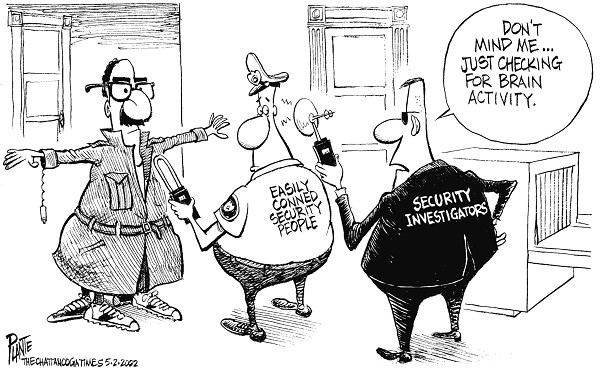 DON'T
MIND ME...
JUST CHECKING
FOR BRAIN
ACTIVITY.
EASILY
CONNED
SECURITY
PEOPLE
SECURITY
INVESTIGATORS
PLANTE
THE CHATTANOOGA TIMES 5-2-2002